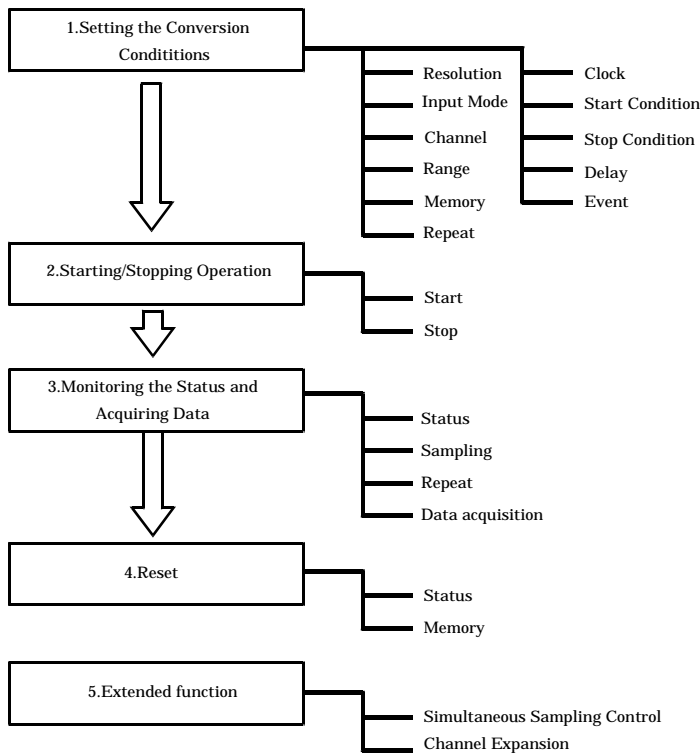 1.Setting the Conversion
Condititions
Resolution
Input Mode
Channel
Range
Memory
Repeat
Clock
Start Condition
Stop Condition
Delay
Event
2.Starting/Stopping Operation
Start
Stop
3.Monitoring the Status and
Acquiring Data
Status
Sampling
Repeat
Data acquisition
4.Reset
Status
Memory
5.Extended function
Simultaneous Sampling Control
Channel Expansion